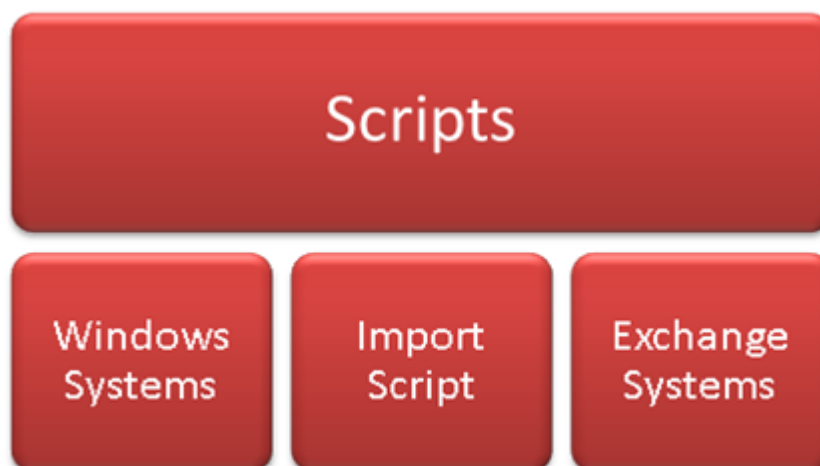 Scripts
Windows
Systems
Import
Script
Exchange
Systems